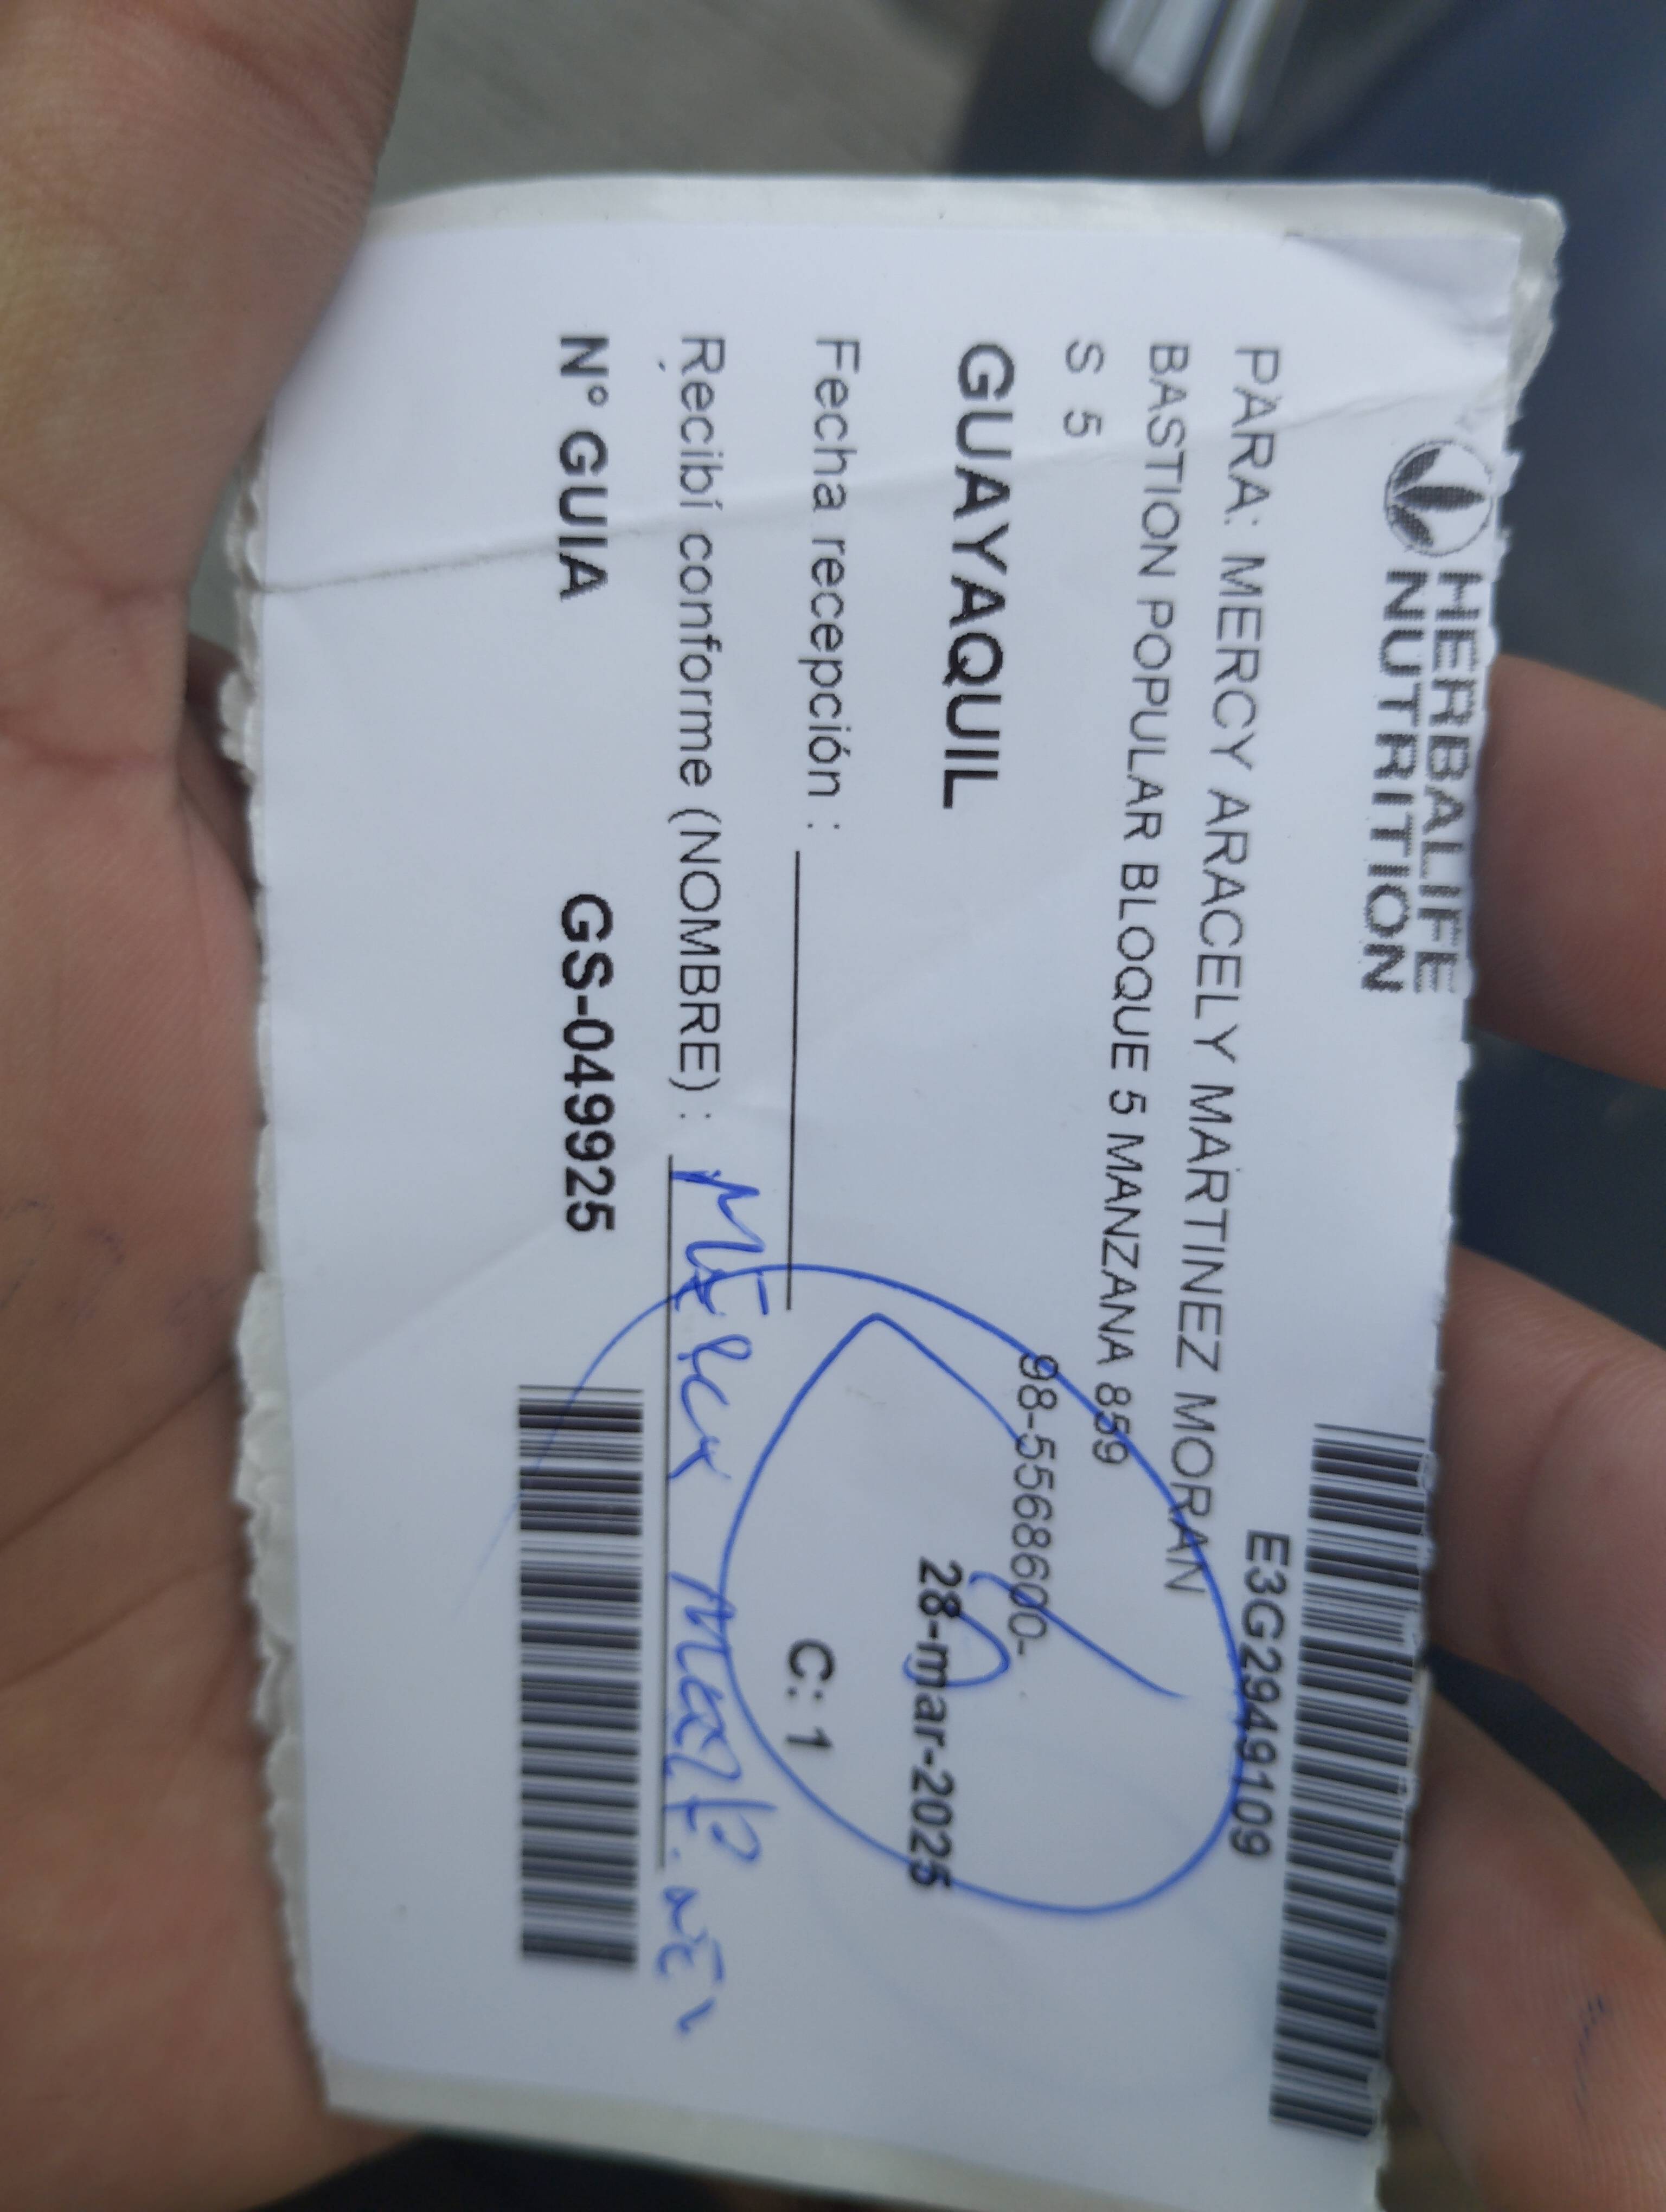 HERBALIFE
NUTRITION
E3G2949109
PARA: MERCY ARACELY MARTINEZ MORAN
BASTION POPULAR BLOQUE 5 MANZANA 859
S 5
98-5568600-
GUAYAQUIL
28-mar-2025
Fecha recepción :
C: 1
Recibí conforme (NOMBRE) :
N° GUIA GS-049925